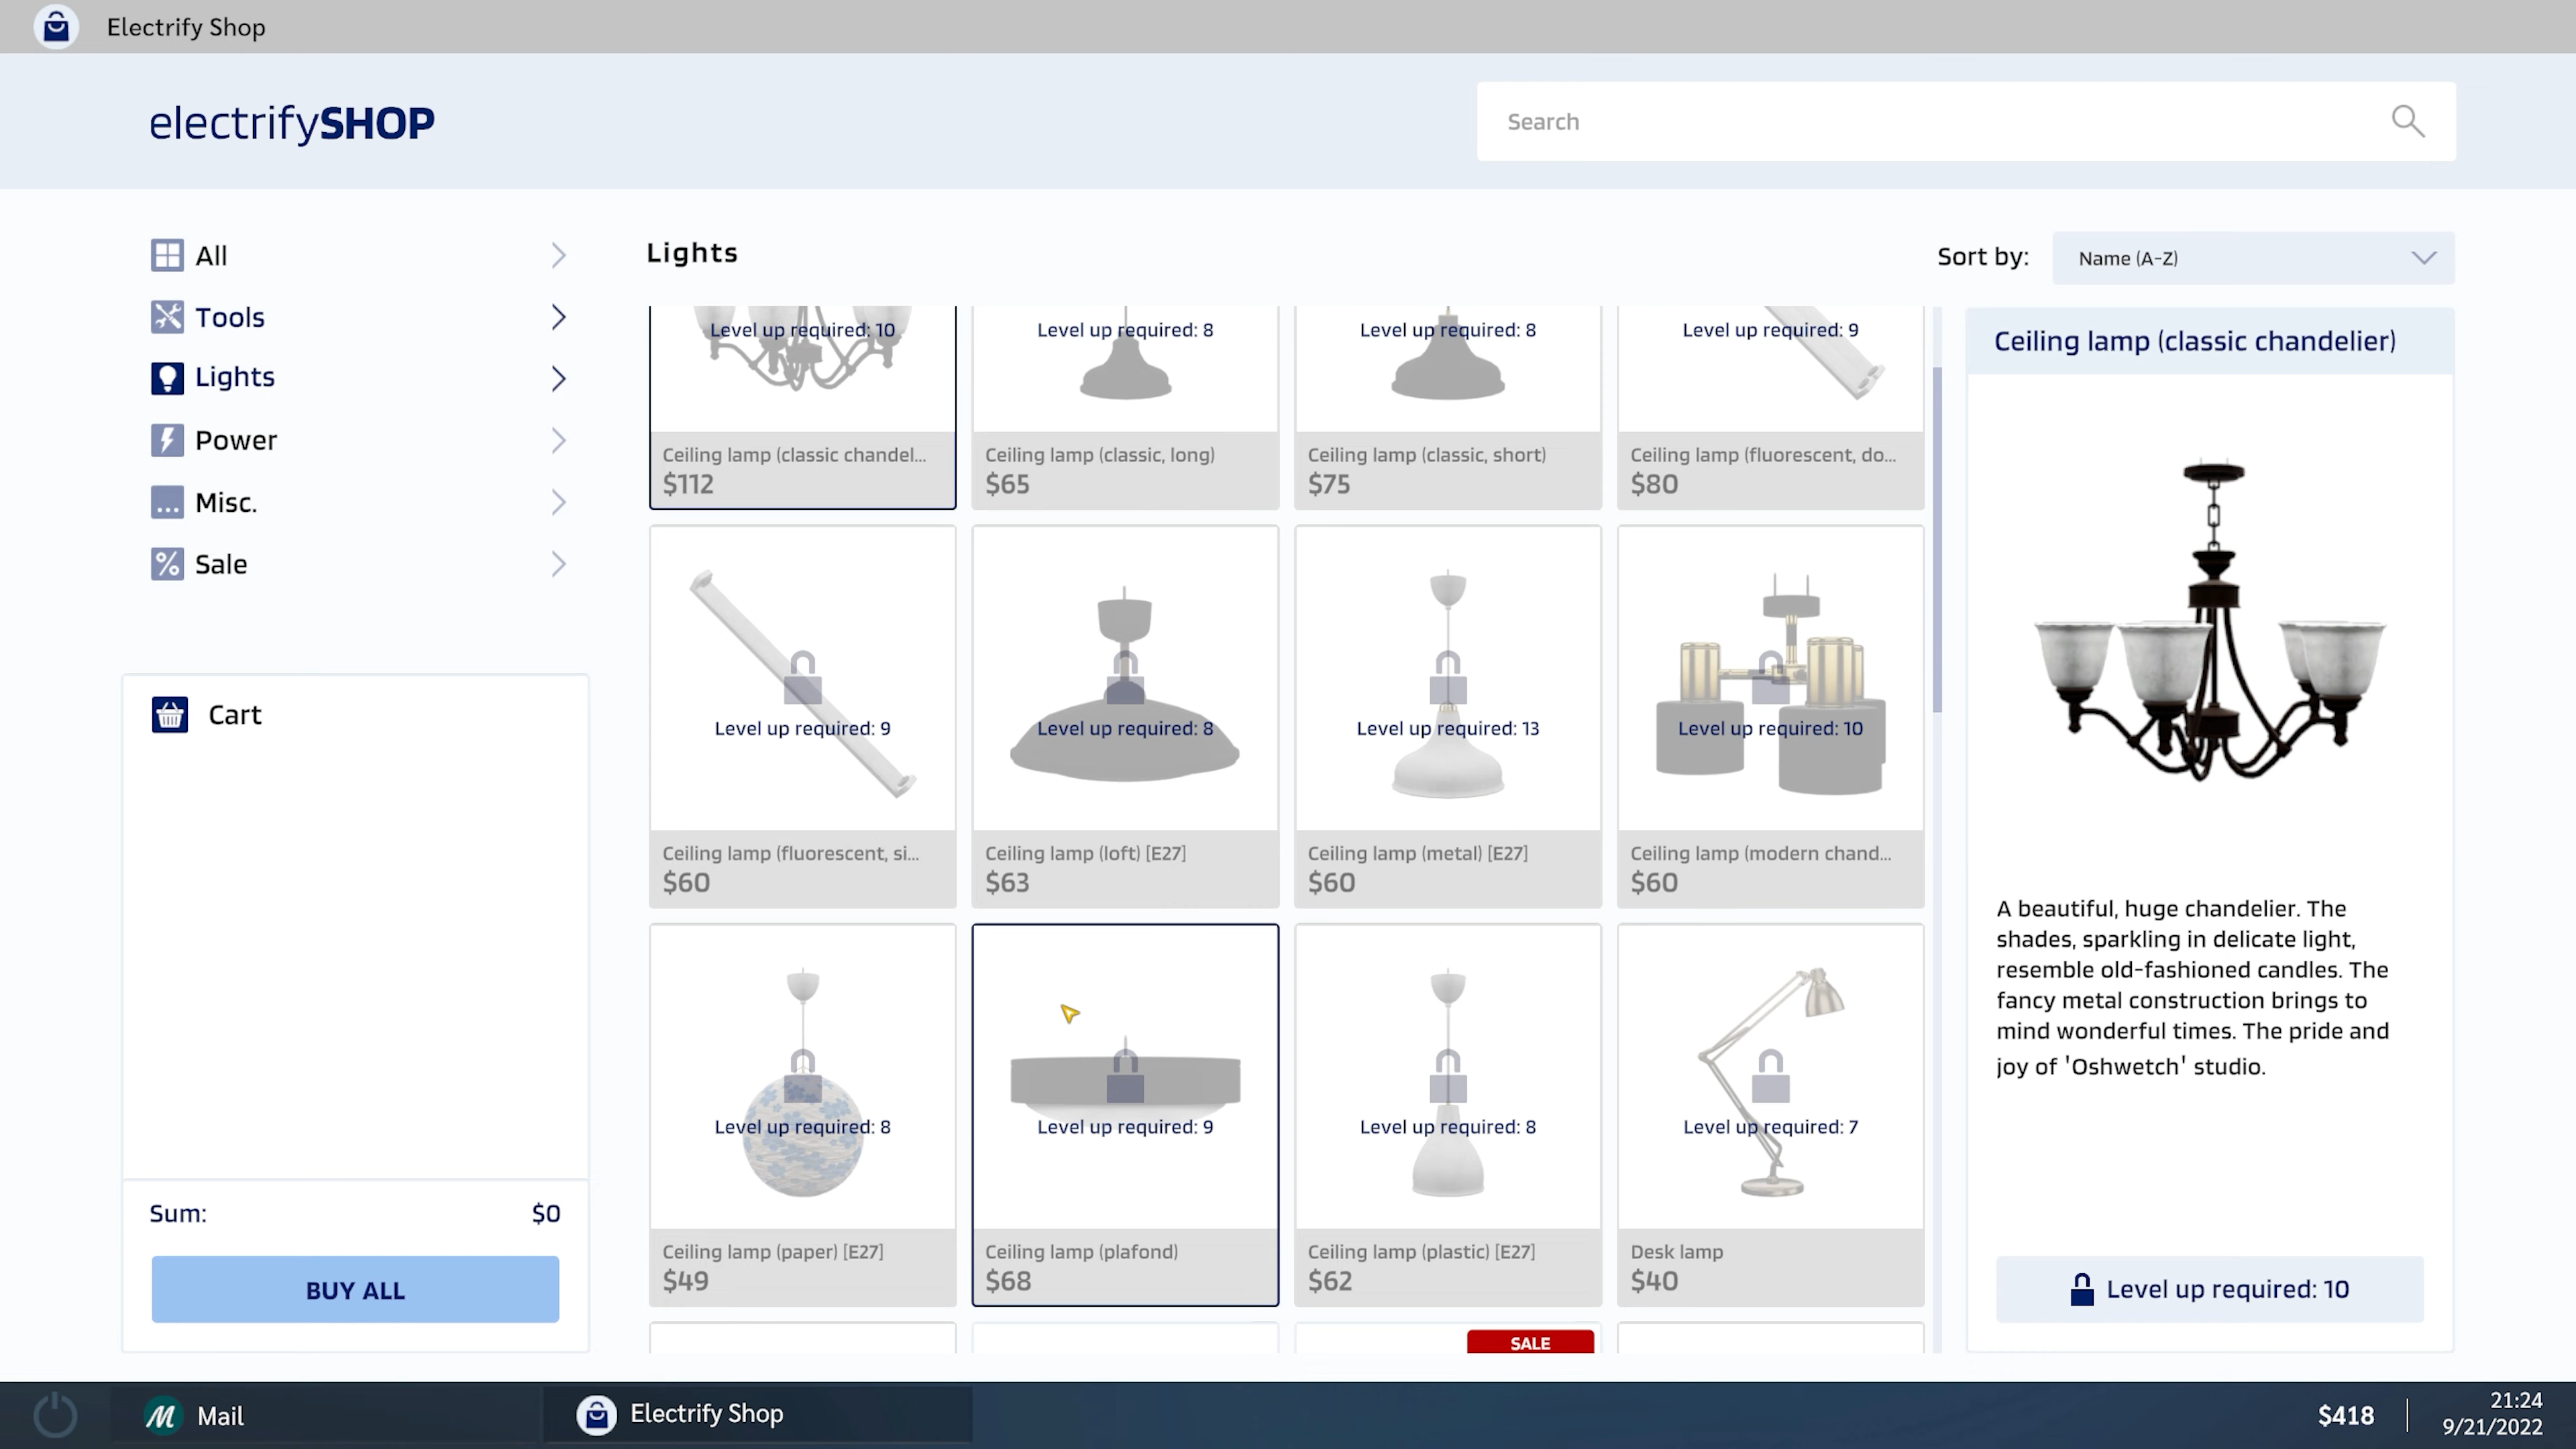 Electrify Shop
electrifySHOP
Search
All
Tools
Lights
Power
Misc.
Sale
Cart
Sum:
$0
BUY ALL
Lights
Sort by:
Name (A-Z)
Level up required: 10
Ceiling lamp (classic chandel...
$112
Level up required: 8
Ceiling lamp (classic, long)
$65
Level up required: 8
Ceiling lamp (classic, short)
$75
Level up required: 9
Ceiling lamp (fluorescent, do...
$80
Level up required: 9
Ceiling lamp (fluorescent, si...
$60
Level up required: 8
Ceiling lamp (loft) [E27]
$63
Level up required: 13
Ceiling lamp (metal) [E27]
$60
Level up required: 10
Ceiling lamp (modern chand...
$60
Level up required: 8
Ceiling lamp (paper) [E27]
$49
Level up required: 9
Ceiling lamp (plafond)
$68
Level up required: 8
Ceiling lamp (plastic) [E27]
$62
Level up required: 7
Desk lamp
$40
SALE
Ceiling lamp (classic chandelier)
A beautiful, huge chandelier. The
shades, sparkling in delicate light,
resemble old-fashioned candles. The
fancy metal construction brings to
mind wonderful times. The pride and
joy of 'Oshwetch' studio.
Level up required: 10
Mail
Electrify Shop
$418
21:24
9/21/2022